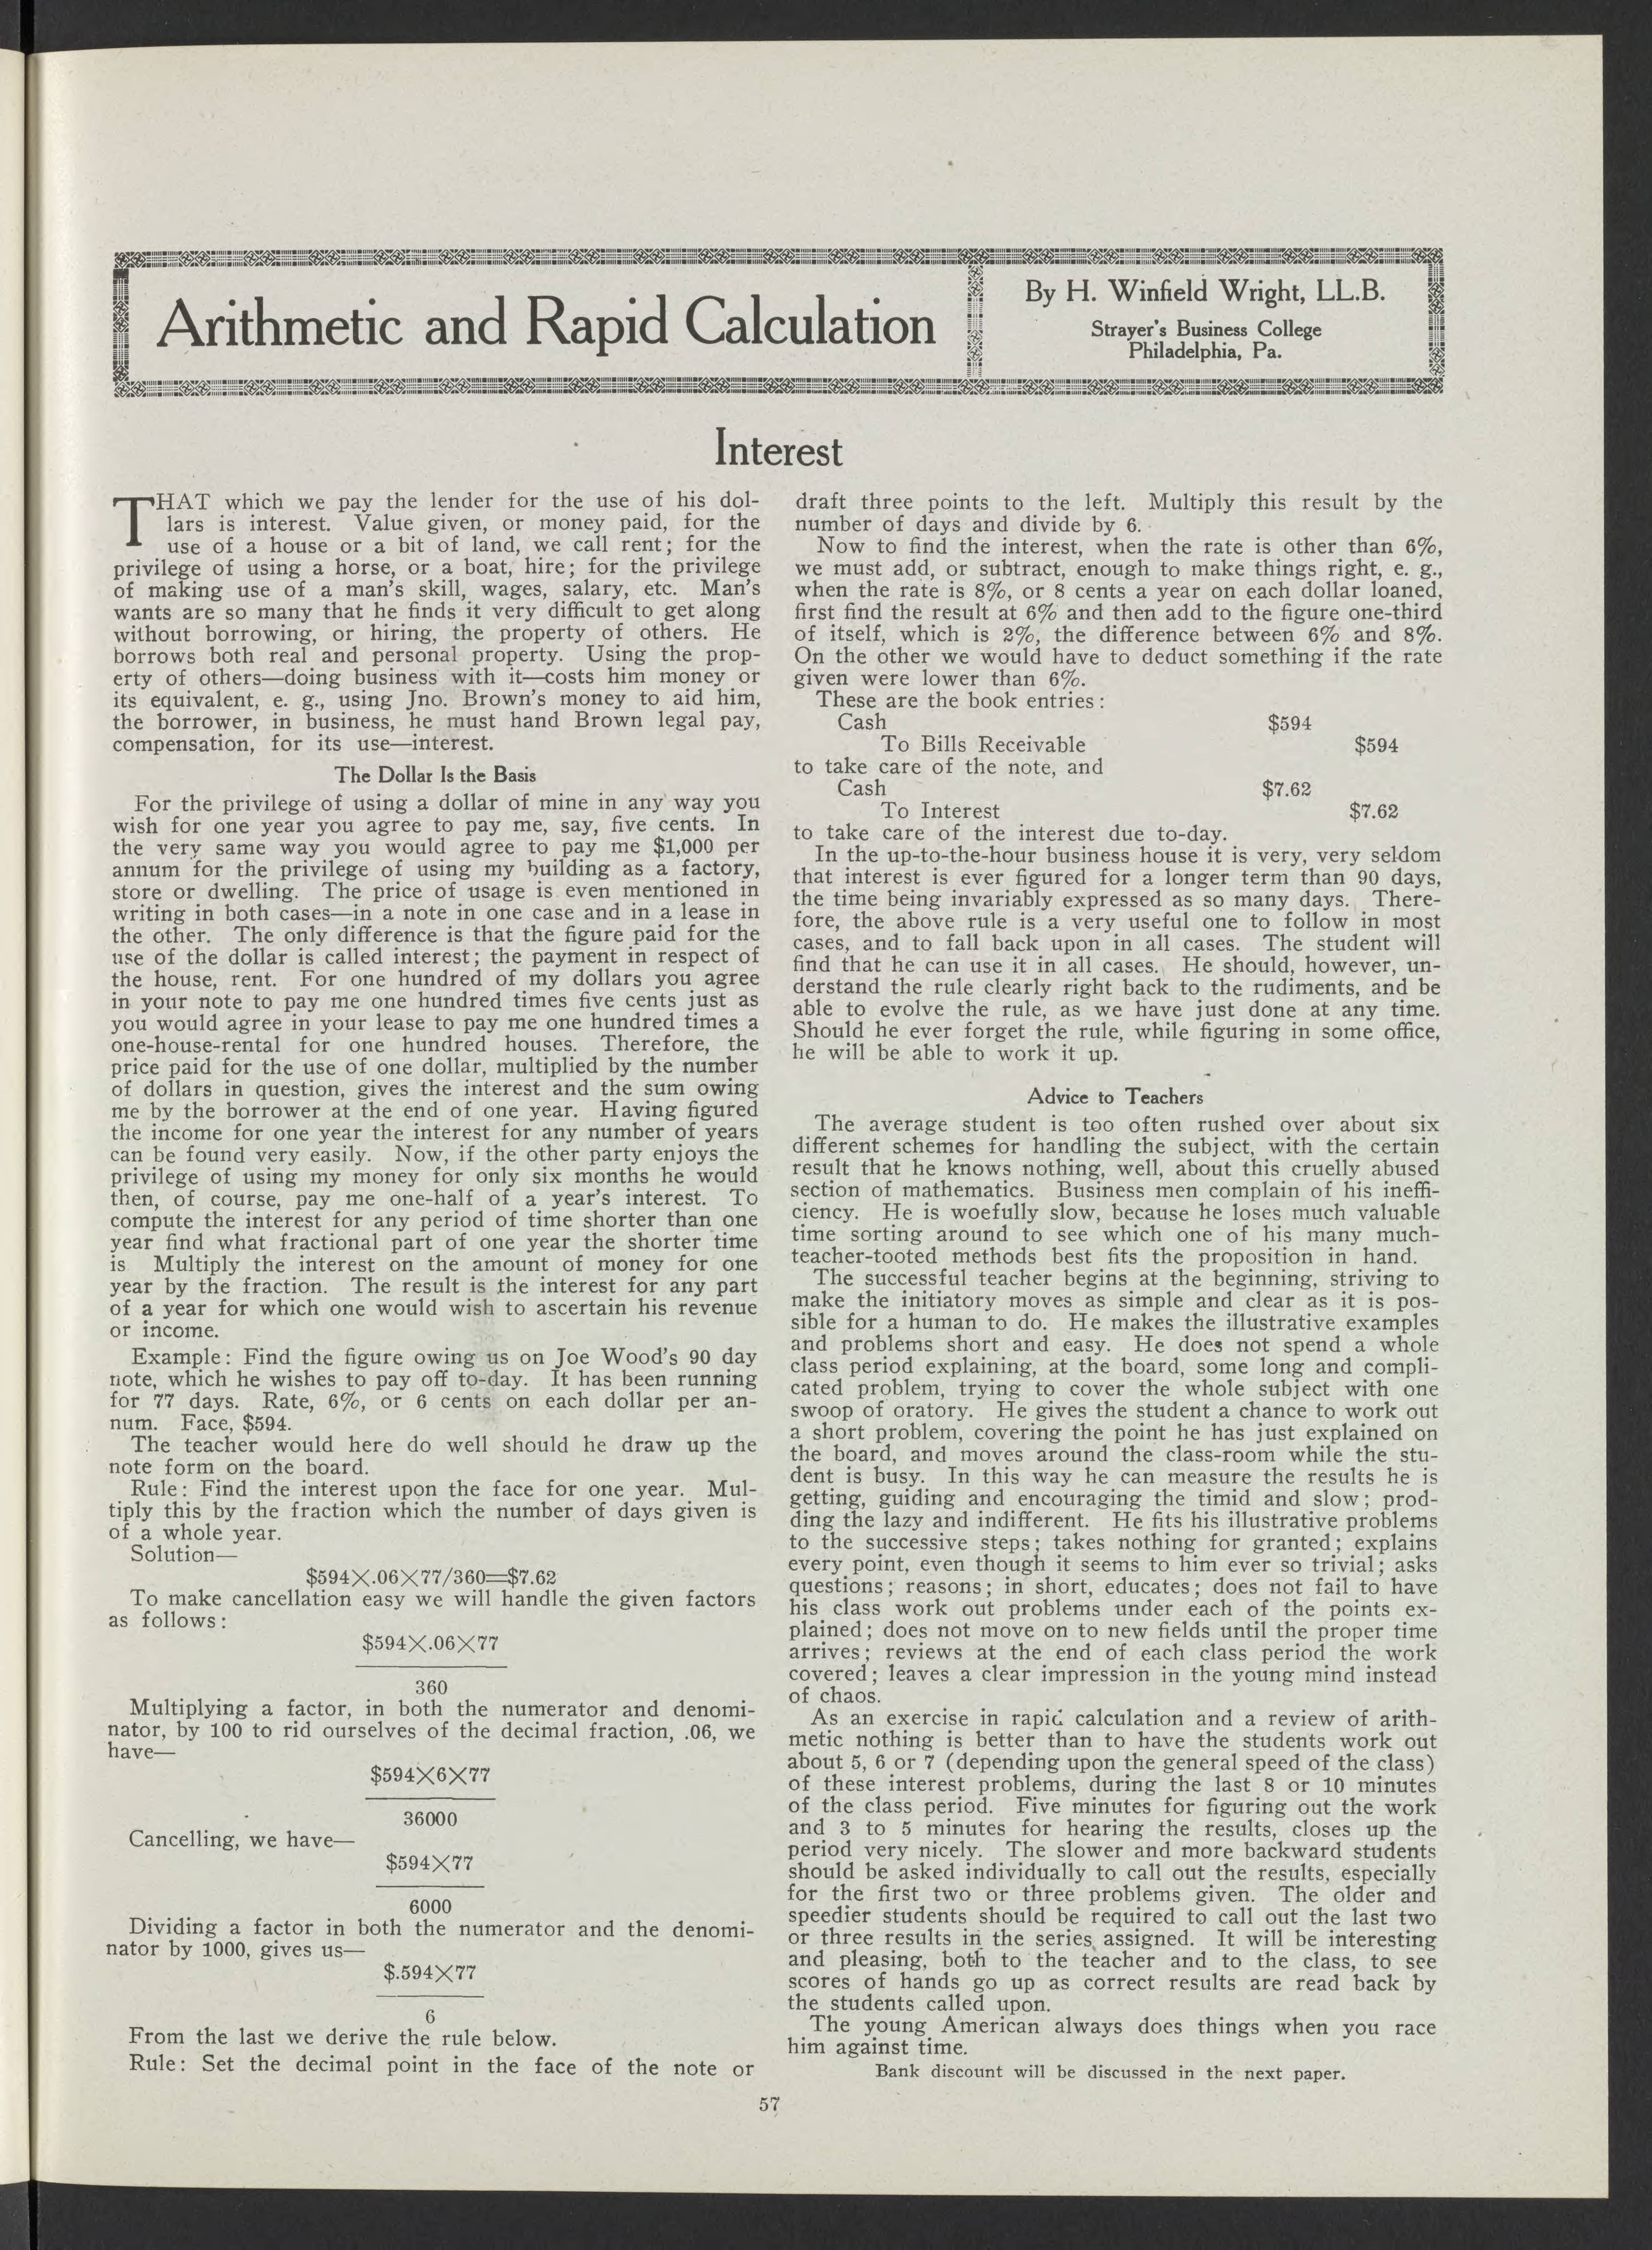 Arithmetic and Rapid Calculation
By H. Winfield Wright, LL.B.
Strayer's Business College
Philadelphia, Pa.
Interest
THAT which we pay the lender for the use of his dol-
lars is interest. Value given, or money paid, for the
use of a house or a bit of land, we call rent; for the
privilege of using a horse, or a boat, hire; for the privilege
of making use of a man's skill, wages, salary, etc. Man's
wants are so many that he finds it very difficult to get along
without borrowing, or hiring, the property of others. He
borrows both real and personal property. Using the prop-
erty of others—doing business with it—costs him money or
its equivalent, e. g., using Jno. Brown's money to aid him,
the borrower, in business, he must hand Brown legal pay,
compensation, for its use—interest.
The Dollar Is the Basis
For the privilege of using a dollar of mine in any way you
wish for one year you agree to pay me, say, five cents. In
the very same way you would agree to pay me $1,000 per
annum for the privilege of using my building as a factory,
store or dwelling. The price of usage is even mentioned in
writing in both cases—in a note in one case and in a lease in
the other. The only difference is that the figure paid for the
use of the dollar is called interest; the payment in respect of
the house, rent. For one hundred of my dollars you agree
in your note to pay me one hundred times five cents just as
you would agree in your lease to pay me one hundred times a
one-house-rental for one hundred houses. Therefore, the
price paid for the use of one dollar, multiplied by the number
of dollars in question, gives the interest and the sum owing
me by the borrower at the end of one year. Having figured
the income for one year the interest for any number of years
can be found very easily. Now, if the other party enjoys the
privilege of using my money for only six months he would
then, of course, pay me one-half of a year's interest. To
compute the interest for any period of time shorter than one
year find what fractional part of one year the shorter time
is Multiply the interest on the amount of money for one
year by the fraction. The result is the interest for any part
of a year for which one would wish to ascertain his revenue
or income.
Example: Find the figure owing us on Joe Wood's 90 day
note, which he wishes to pay off to-day. It has been running
for 77 days. Rate, 6%, or 6 cents on each dollar per an-
num. Face, $594.
The teacher would here do well should he draw up the
note form on the board.
Rule: Find the interest upon the face for one year. Mul-
tiply this by the fraction which the number of days given is
of a whole year.
Solution—
$594×.06×77/360=$7.62
To make cancellation easy we will handle the given factors
as follows:
$594×.06×77
360
Multiplying a factor, in both the numerator and denomi-
nator, by 100 to rid ourselves of the decimal fraction, .06, we
have—
$594×6×77
36000
Cancelling, we have—
$594×77
6000
Dividing a factor in both the numerator and the denomi-
nator by 1000, gives us—
$.594×77
6
From the last we derive the rule below.
Rule: Set the decimal point in the face of the note or
draft three points to the left. Multiply this result by the
number of days and divide by 6.
Now to find the interest, when the rate is other than 6%,
we must add, or subtract, enough to make things right, e. g.,
when the rate is 8%, or 8 cents a year on each dollar loaned,
first find the result at 6% and then add to the figure one-third
of itself, which is 2%, the difference between 6% and 8%.
On the other we would have to deduct something if the rate
given were lower than 6%.
These are the book entries:
Cash $594
To Bills Receivable $594
to take care of the note, and
Cash $7.62
To Interest $7.62
to take care of the interest due to-day.
In the up-to-the-hour business house it is very, very seldom
that interest is ever figured for a longer term than 90 days,
the time being invariably expressed as so many days. There-
fore, the above rule is a very useful one to follow in most
cases, and to fall back upon in all cases. The student will
find that he can use it in all cases. He should, however, un-
derstand the rule clearly right back to the rudiments, and be
able to evolve the rule, as we have just done at any time.
Should he ever forget the rule, while figuring in some office,
he will be able to work it up.
Advice to Teachers
The average student is too often rushed over about six
different schemes for handling the subject, with the certain
result that he knows nothing, well, about this cruelly abused
section of mathematics. Business men complain of his ineffi-
ciency. He is woefully slow, because he loses much valuable
time sorting around to see which one of his many much-
teacher-tooted methods best fits the proposition in hand.
The successful teacher begins at the beginning, striving to
make the initiatory moves as simple and clear as it is pos-
sible for a human to do. He makes the illustrative examples
and problems short and easy. He does not spend a whole
class period explaining, at the board, some long and compli-
cated problem, trying to cover the whole subject with one
swoop of oratory. He gives the student a chance to work out
a short problem, covering the point he has just explained on
the board, and moves around the class-room while the stu-
dent is busy. In this way he can measure the results he is
getting, guiding and encouraging the timid and slow; prod-
ding the lazy and indifferent. He fits his illustrative problems
to the successive steps; takes nothing for granted; explains
every point, even though it seems to him ever so trivial; asks
questions; reasons; in short, educates; does not fail to have
his class work out problems under each of the points ex-
plained; does not move on to new fields until the proper time
arrives; reviews at the end of each class period the work
covered; leaves a clear impression in the young mind instead
of chaos.
As an exercise in rapid calculation and a review of arith-
metic nothing is better than to have the students work out
about 5, 6 or 7 (depending upon the general speed of the class)
of these interest problems, during the last 8 or 10 minutes
of the class period. Five minutes for figuring out the work
and 3 to 5 minutes for hearing the results, closes up the
period very nicely. The slower and more backward students
should be asked individually to call out the results, especially
for the first two or three problems given. The older and
speedier students should be required to call out the last two
or three results in the series assigned. It will be interesting
and pleasing, both to the teacher and to the class, to see
scores of hands go up as correct results are read back by
the students called upon.
The young American always does things when you race
him against time.
Bank discount will be discussed in the next paper.
57